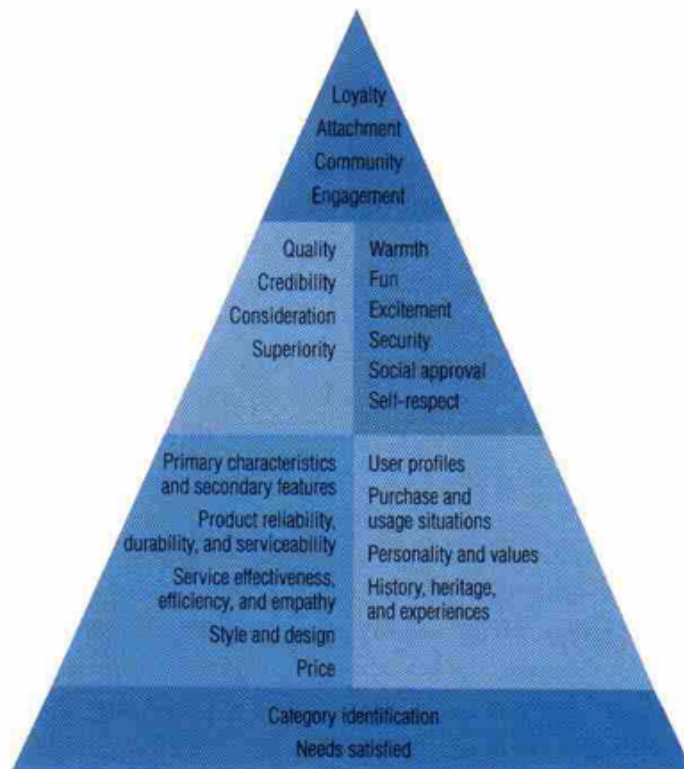 Loyalty
Attachment
Community
Engagement
Quality
Credibility
Consideration
Superiority
Warmth
Fun
Excitement
Security
Social approval
Self-respect
Primary characteristics
and secondary features
Product reliability,
durability, and serviceability
Service effectiveness,
efficiency, and empathy
Style and design
Price
User profiles
Purchase and
usage situations
Personality and values
History, heritage,
and experiences
Category identification
Needs satisfied